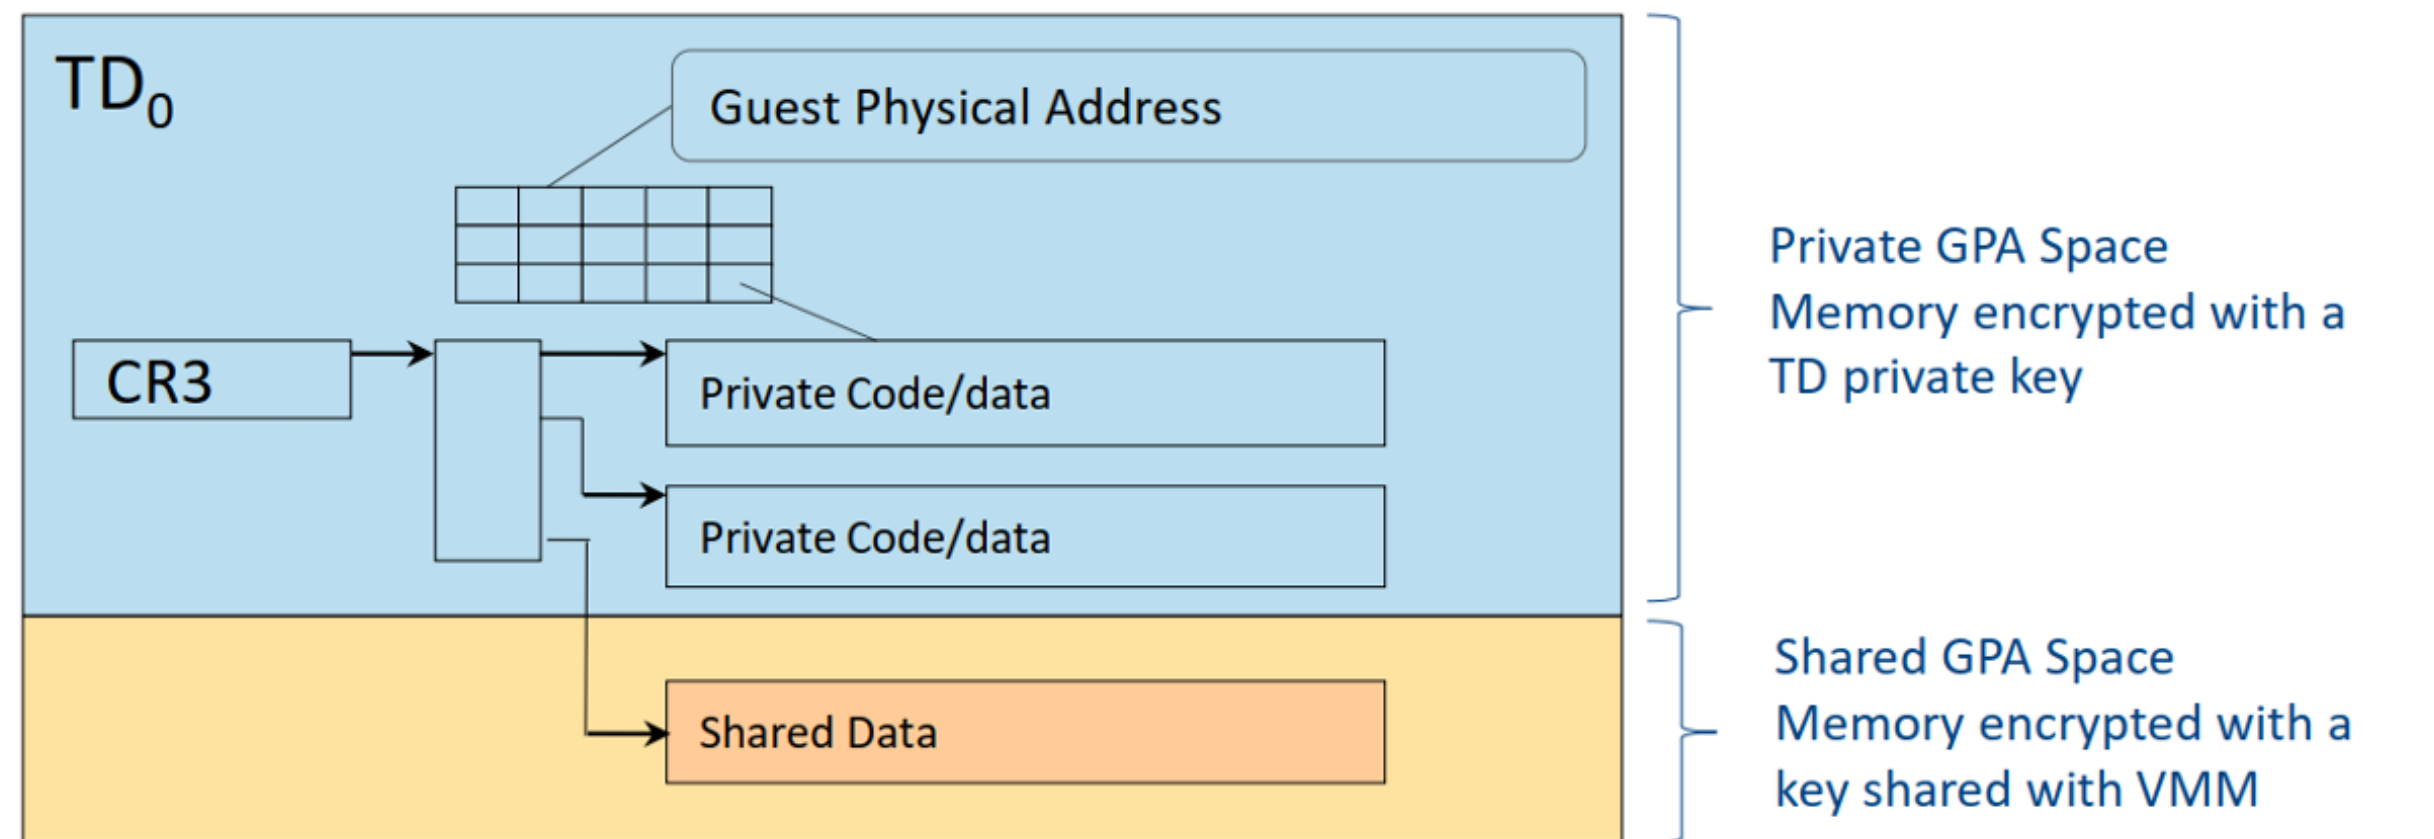 TD0
Guest Physical Address
CR3
Private Code/data
Private Code/data
Shared Data
Private GPA Space
Memory encrypted with a
TD private key
Shared GPA Space
Memory encrypted with a
key shared with VMM